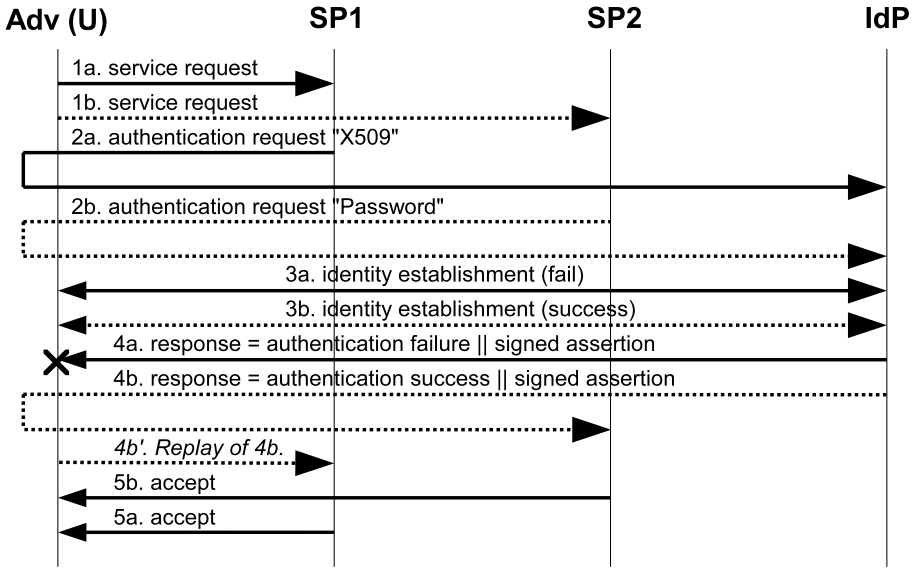 Adv (U) SP1 SP2 IdP
1a. service request
1b. service request
2a. authentication request "X509"
2b. authentication request "Password"
3a. identity establishment (fail)
3b. identity establishment (success)
4a. response = authentication failure || signed assertion
4b. response = authentication success || signed assertion
4b'. Replay of 4b.
5b. accept
5a. accept